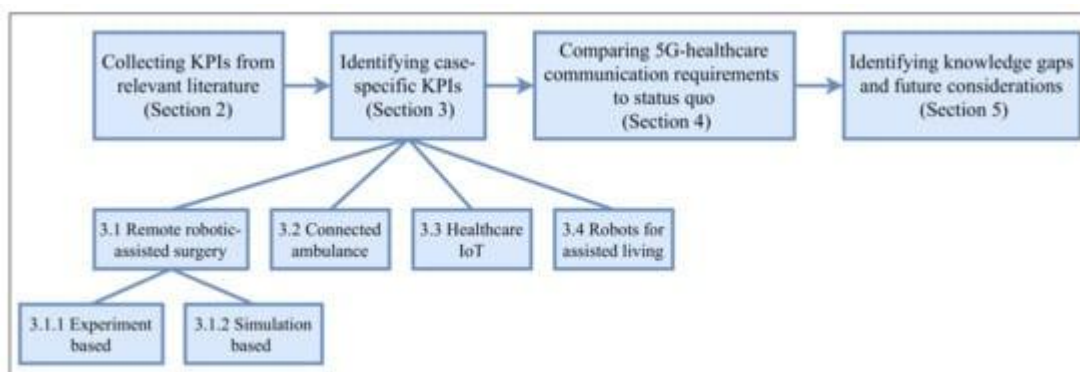 Collecting KPIs from
relevant literature
(Section 2)
Identifying case-
specific KPIs
(Section 3)
Comparing 5G-healthcare
communication requirements
to status quo
(Section 4)
Identifying knowledge gaps
and future considerations
(Section 5)
3.1 Remote robotic-
assisted surgery
3.2 Connected
ambulance
3.3 Healthcare
IoT
3.4 Robots for
assisted living
3.1.1 Experiment
based
3.1.2 Simulation
based